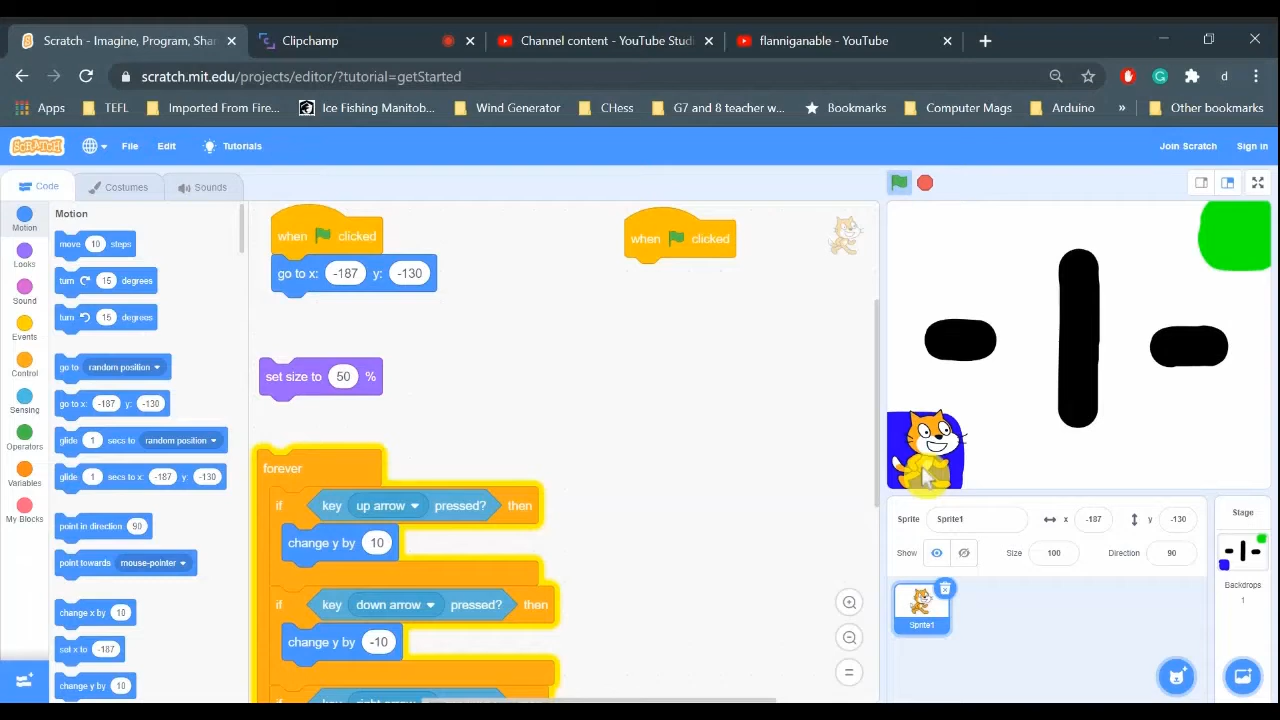 Scratch - Imagine, Program, Shar
Clipchamp
Channel content - YouTube Studi
flanniganable - YouTube
scratch.mit.edu/projects/editor/?tutorial=getStarted
d
Apps
TEFL
Imported From Fire...
Ice Fishing Manitob...
Wind Generator
CHess
G7 and 8 teacher w...
Bookmarks
Computer Mags
Arduino
»
Other bookmarks
SCRATCH
File
Edit
Tutorials
Join Scratch
Sign in
Code
Costumes
Sounds
Motion
Looks
Sound
Events
Control
Sensing
Operators
Variables
My Blocks
Motion
move 10 steps
turn 15 degrees
turn 15 degrees
go to random position
go to x: -187 y: -130
glide 1 secs to random position
glide 1 secs to x: -187 y: -130
point in direction 90
point towards mouse-pointer
change x by 10
set x to -187
change y by 10
when clicked
go to x: -187 y: -130
when clicked
set size to 50 %
forever
if key up arrow pressed? then
change y by 10
if key down arrow pressed? then
change y by -10
Sprite Sprite1 x -187 y -130
Show Size 100 Direction 90
Sprite1
Stage
Backdrops
1